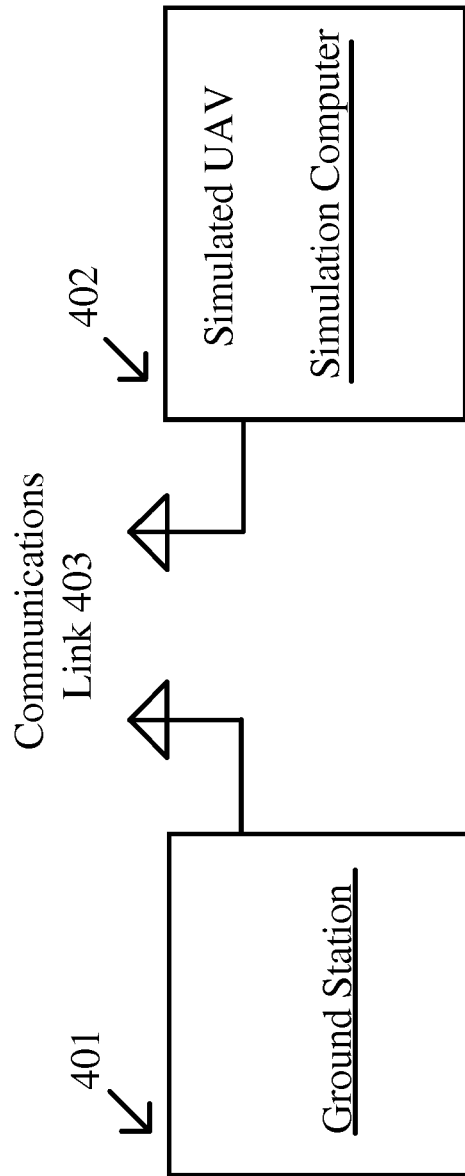 Communications
Link 403
401
402
Ground Station
Simulated UAV
Simulation Computer